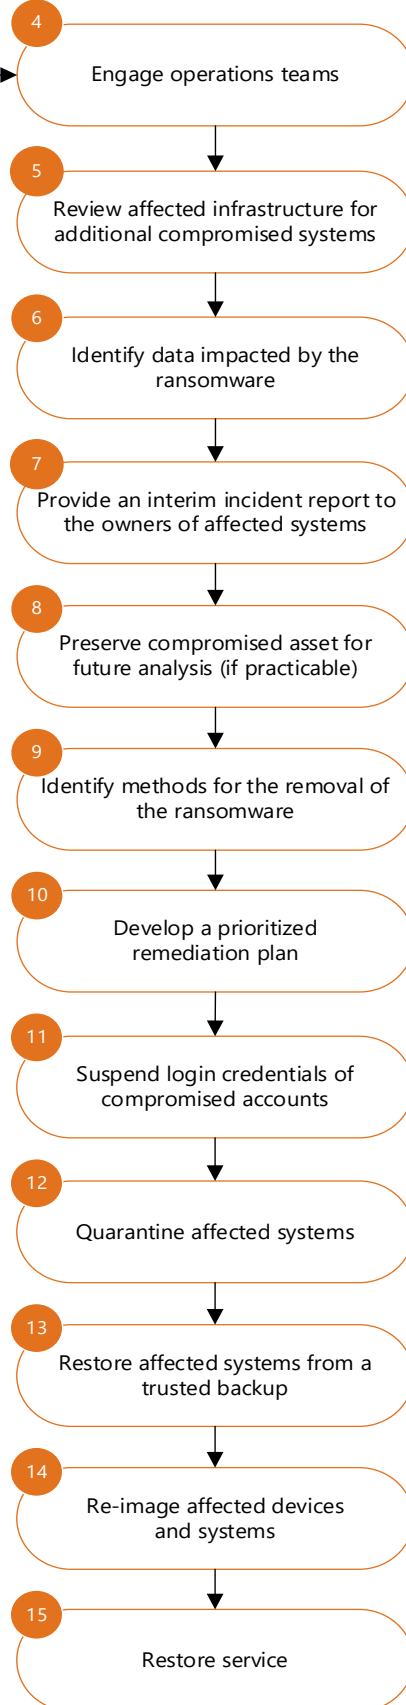 4
Engage operations teams
5
Review affected infrastructure for
additional compromised systems
6
Identify data impacted by the
ransomware
7
Provide an interim incident report to
the owners of affected systems
8
Preserve compromised asset for
future analysis (if practicable)
9
Identify methods for the removal of
the ransomware
10
Develop a prioritized
remediation plan
11
Suspend login credentials of
compromised accounts
12
Quarantine affected systems
13
Restore affected systems from a
trusted backup
14
Re-image affected devices
and systems
15
Restore service